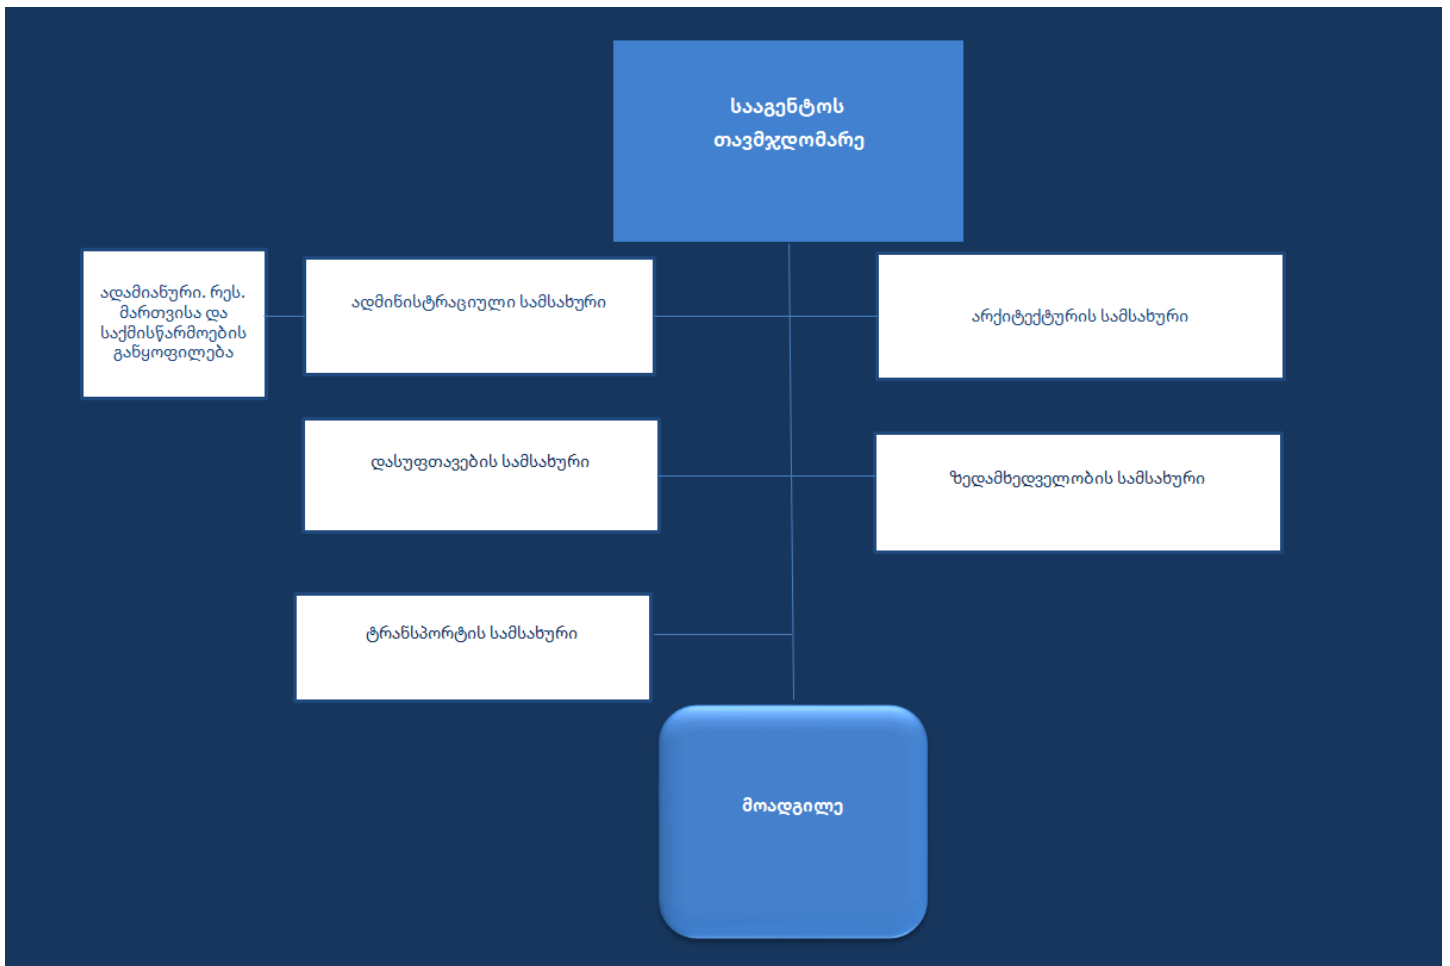 სააგენტოს
თავმჯდომარე
ადამიანური. რეს.
მართვისა და
საქმისწარმოების
განყოფილება
ადმინისტრაციული სამსახური
არქიტექტურის სამსახური
დასუფთავების სამსახური
ზედამხედველობის სამსახური
ტრანსპორტის სამსახური
მოადგილე